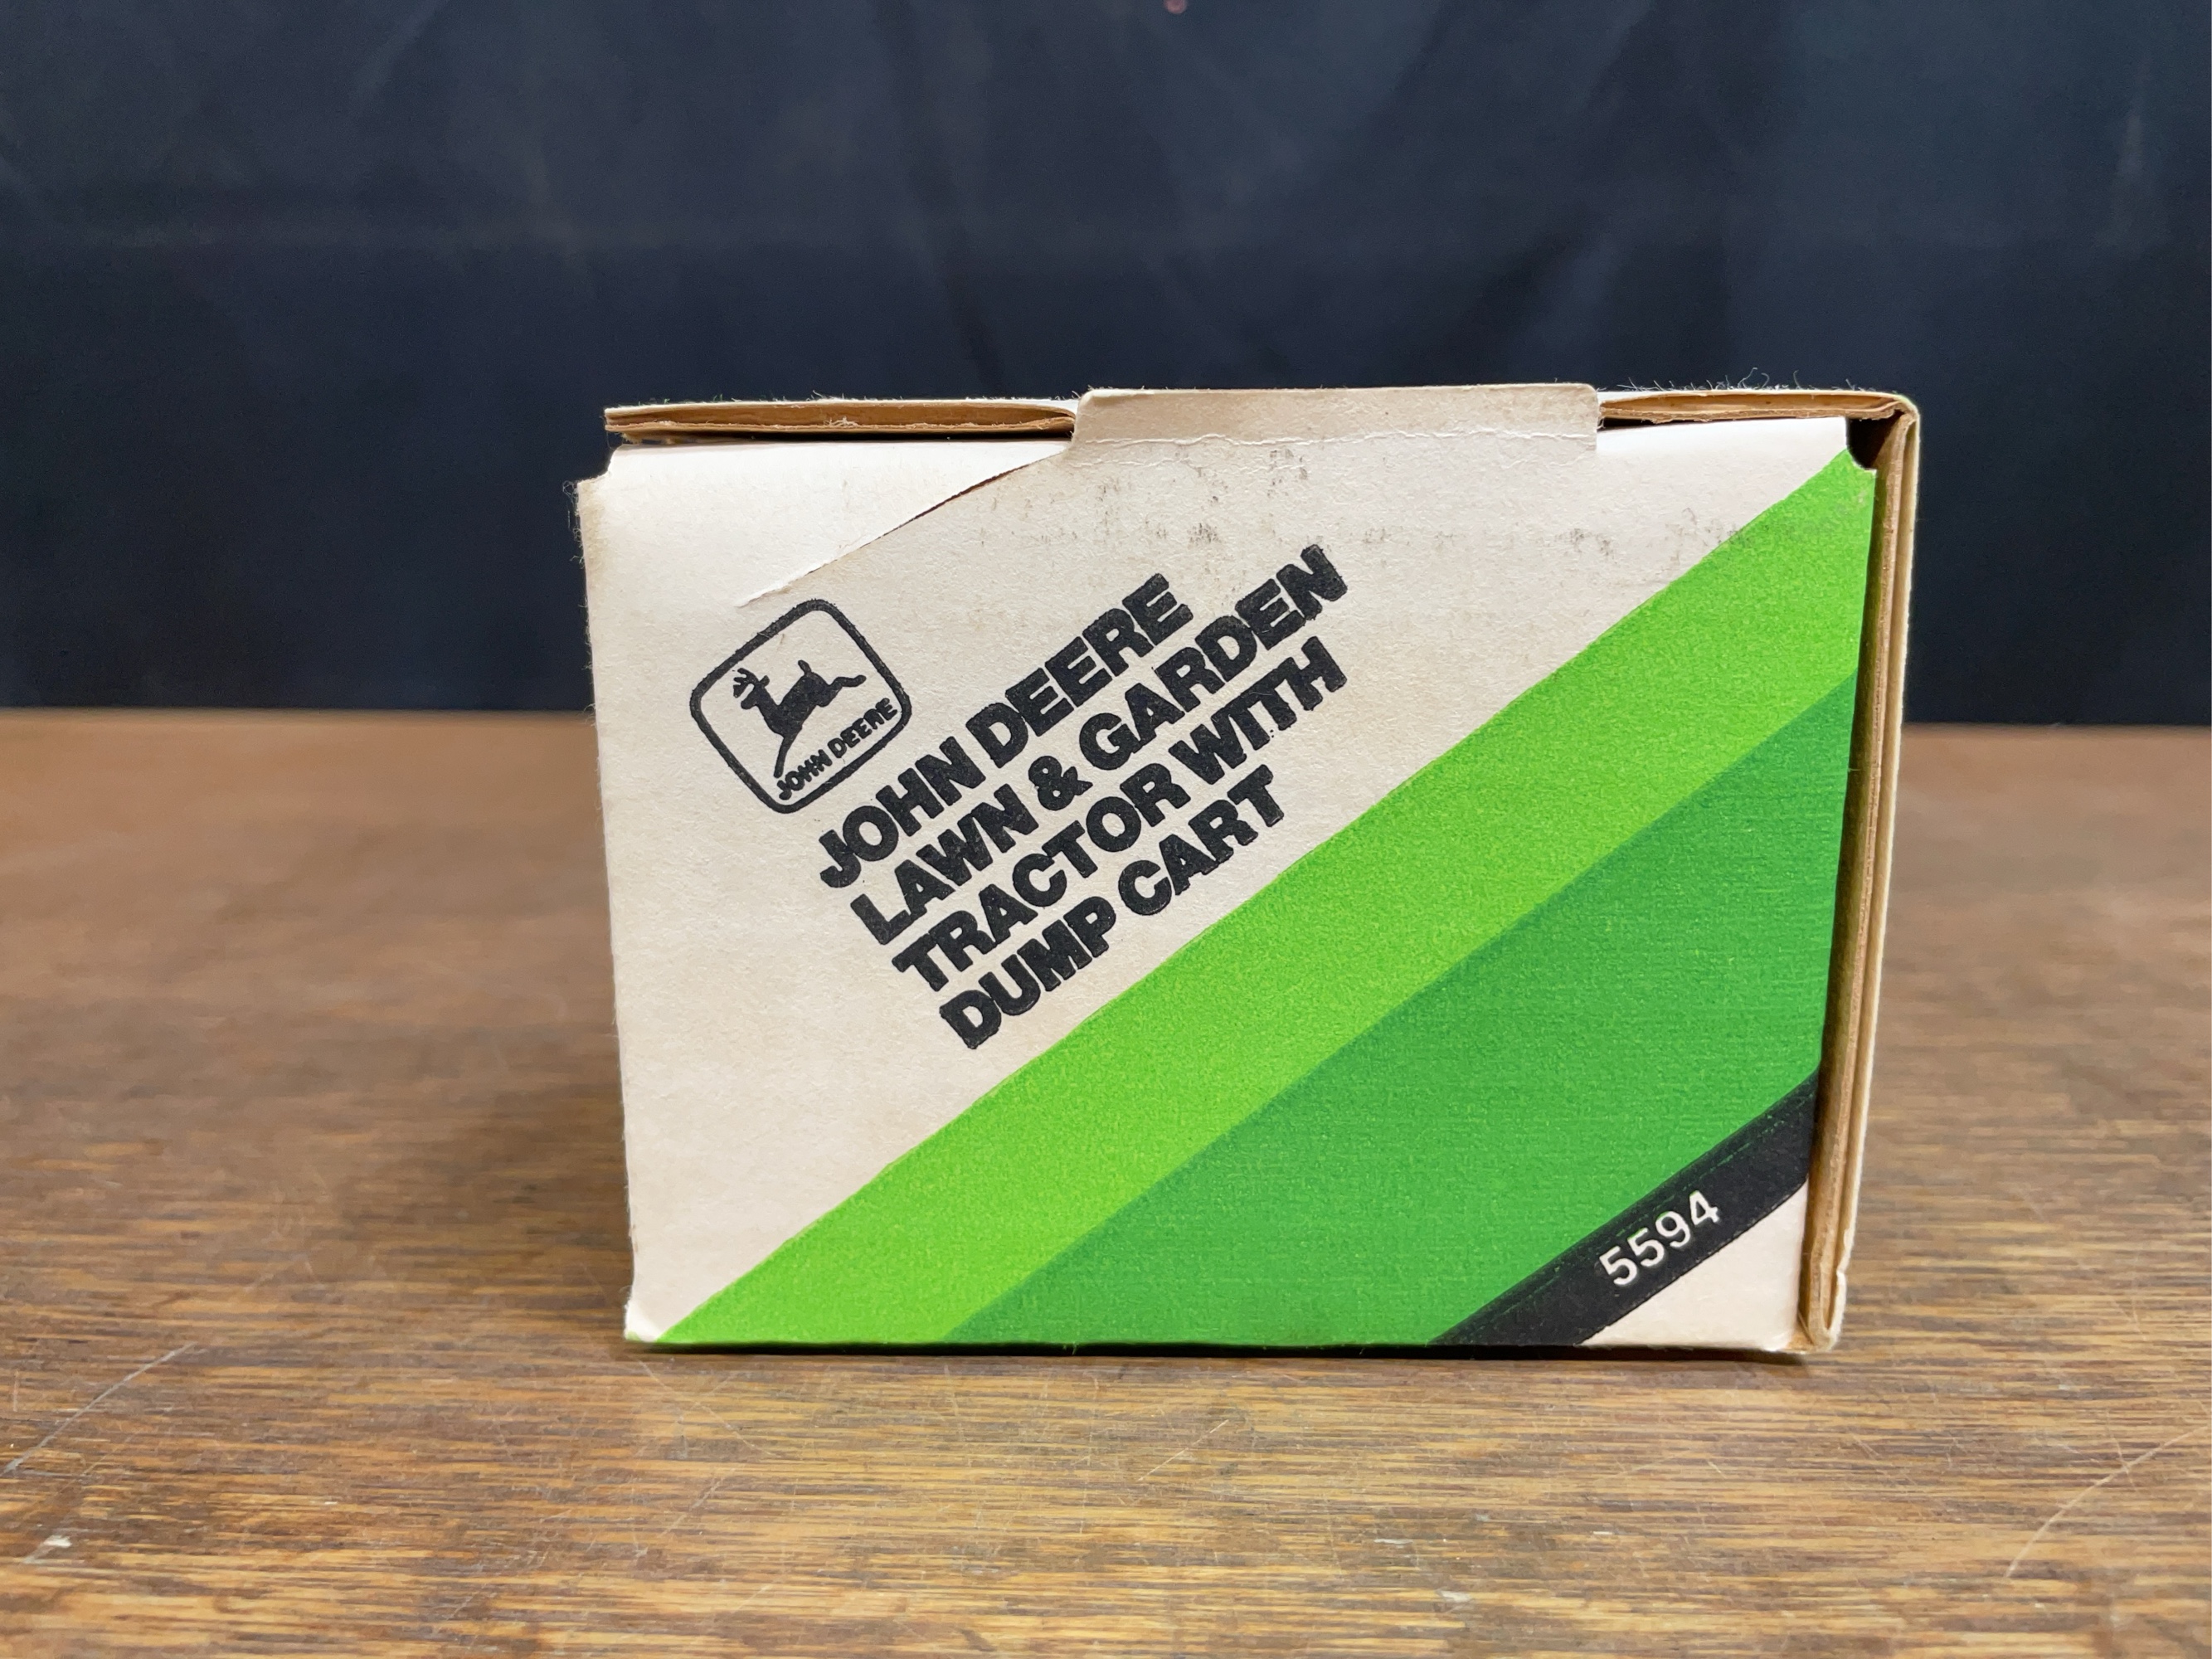 JOHN DEERE
JOHN DEERE
LAWN & GARDEN
TRACTOR WITH
DUMP CART
5594